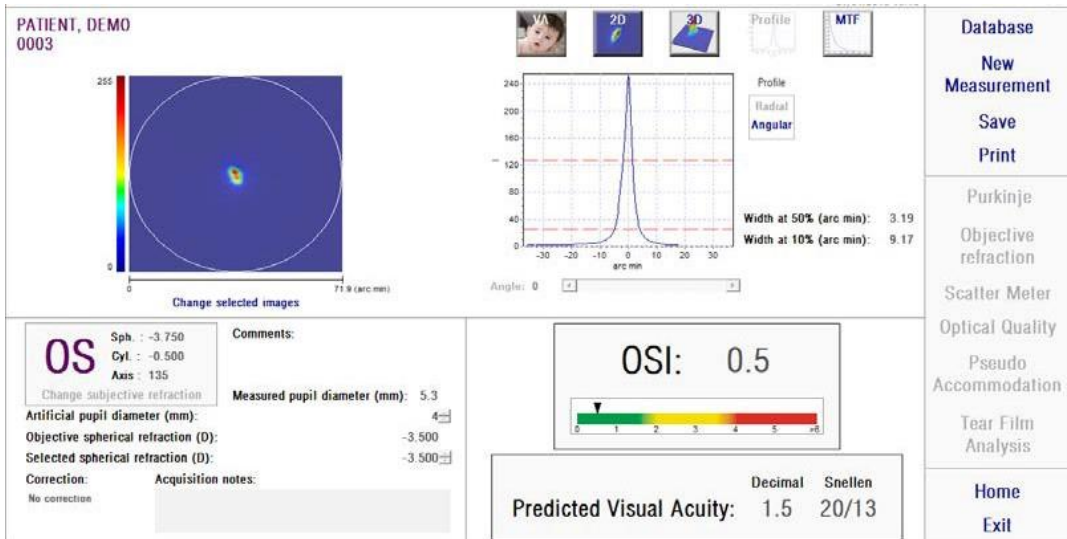 PATIENT, DEMO
0003
VA
2D
3D
Profile
MTF
255
0
0
71.9 (arc min)
Change selected images
240
200
160
120
80
40
0
-30 -20 -10 0 10 20 30
arc min
Profile
Radial
Angular
Width at 50% (arc min): 3.19
Width at 10% (arc min): 9.17
Angle: 0
OS
Sph. : -3.750
Cyl. : -0.500
Axis : 135
Change subjective refraction
Comments:
Measured pupil diameter (mm): 5.3
Artificial pupil diameter (mm): 4
Objective spherical refraction (D): -3.500
Selected spherical refraction (D): -3.500
Correction:
No correction
Acquisition notes:
OSI: 0.5
0 1 2 3 4 5 >6
Decimal Snellen
Predicted Visual Acuity: 1.5 20/13
Database
New
Measurement
Save
Print
Purkinje
Objective
refraction
Scatter Meter
Optical Quality
Pseudo
Accommodation
Tear Film
Analysis
Home
Exit